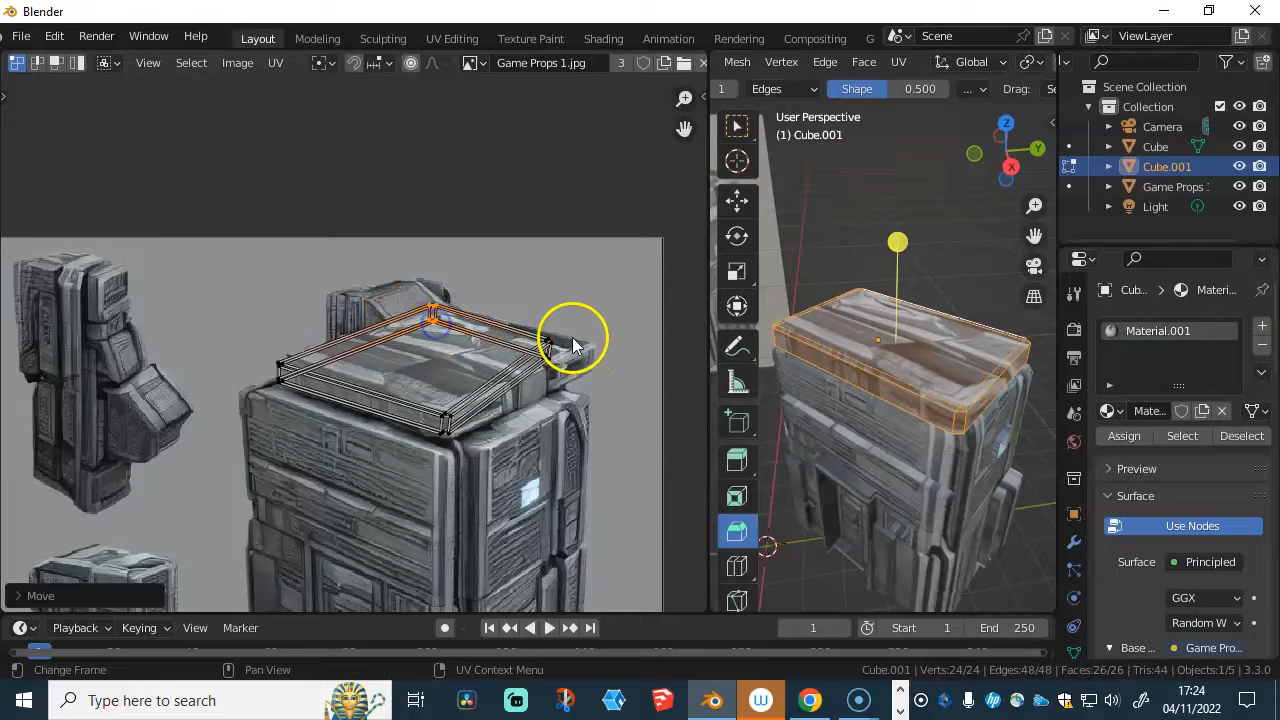 Blender
File Edit Render Window Help Layout Modeling Sculpting UV Editing Texture Paint Shading Animation Rendering Compositing G Scene ViewLayer
View Select Image UV Game Props 1.jpg 3 Mesh Vertex Edge Face UV Global
1 Edges Shape 0.500 ... Drag: Se
Scene Collection
Collection
Camera
Cube
Cube.001
Game Props
Light
User Perspective
(1) Cube.001
Z
Y
X
Cub Materi...
Material.001
Mate...
Assign Select Deselect
Preview
Surface
Use Nodes
Surface Principled
GGX
Random W
Base ... Game Pro...
Move
Playback Keying View Marker 1 Start 1 End 250
Change Frame Pan View UV Context Menu Cube.001 | Verts:24/24 | Edges:48/48 | Faces:26/26 | Tris:44 | Objects:1/5 | 3.3.0
Type here to search
17:24
04/11/2022